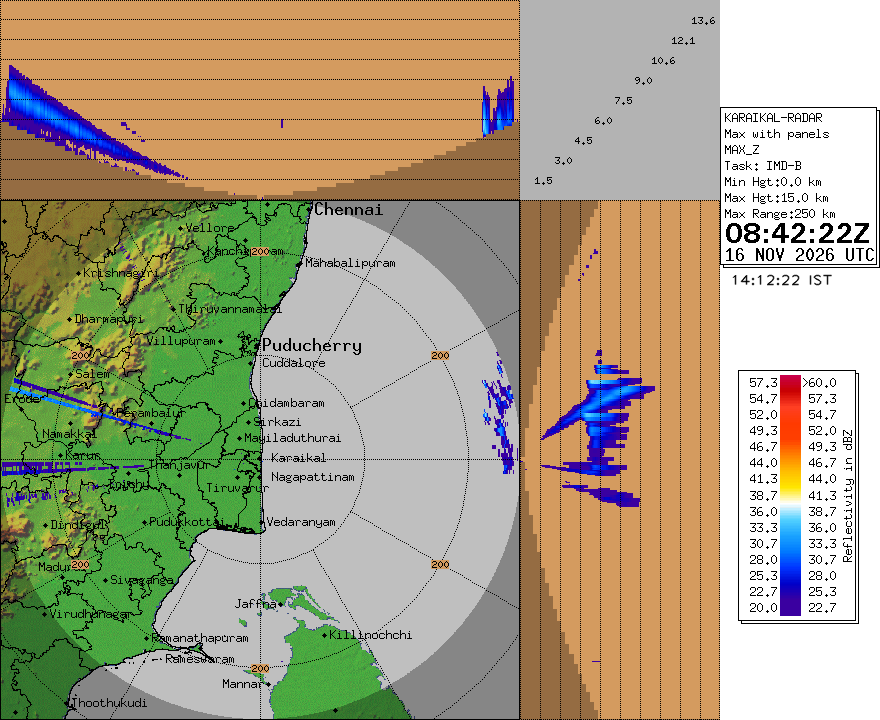 13.6
12.1
10.6
9.0
7.5
6.0
4.5
3.0
1.5
KARAIKAL-RADAR
Max with panels
MAX_Z
Task: IMD-B
Min Hgt:0.0 km
Max Hgt:15.0 km
Max Range:250 km
08:42:22Z
16 NOV 2026 UTC
14:12:22 IST
Chennai
Vellore
200
Mahabalipuram
Krishnagiri
Thiruvannamalai
Dharmapuri
Villupuram
Puducherry
200
200
Cuddalore
Salem
Erode
Chidambaram
Perambalur
Sirkazi
Namakkal
Mayiladuthurai
Karur
Karaikal
Thanjavur
Nagapattinam
Tiruvarur
Dindigul
Pudukkottai
Vedaranyam
200
200
Sivaganga
Jaffna
Virudhunagar
Killinochchi
Ramanathapuram
Rameswaram
200
Mannar
Thoothukudi
57.3 >60.0
54.7 57.3
52.0 54.7
49.3 52.0
46.7 49.3
44.0 46.7
41.3 44.0
38.7 41.3
36.0 38.7
33.3 36.0
30.7 33.3
28.0 30.7
25.3 28.0
22.7 25.3
20.0 22.7
Reflectivity in dBZ